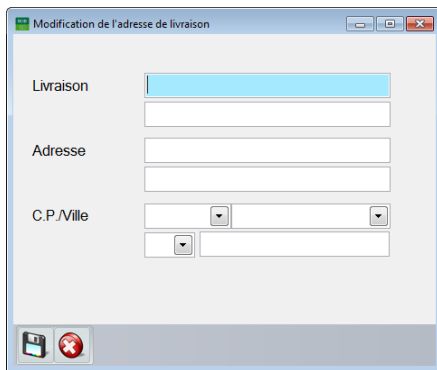 Modification de l'adresse de livraison
Livraison
Adresse
C.P./Ville